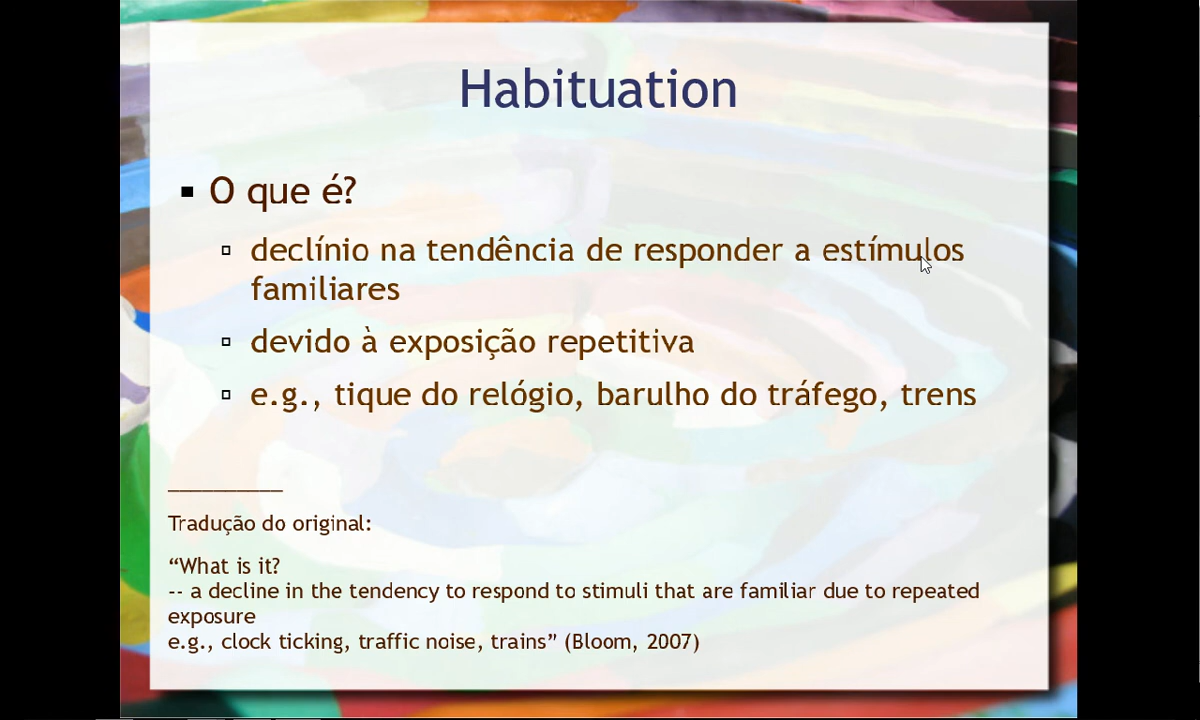 Habituation
O que é?
declínio na tendência de responder a estímulos
familiares
devido à exposição repetitiva
e.g., tique do relógio, barulho do tráfego, trens
___________
Tradução do original:
“What is it?
-- a decline in the tendency to respond to stimuli that are familiar due to repeated
exposure
e.g., clock ticking, traffic noise, trains” (Bloom, 2007)